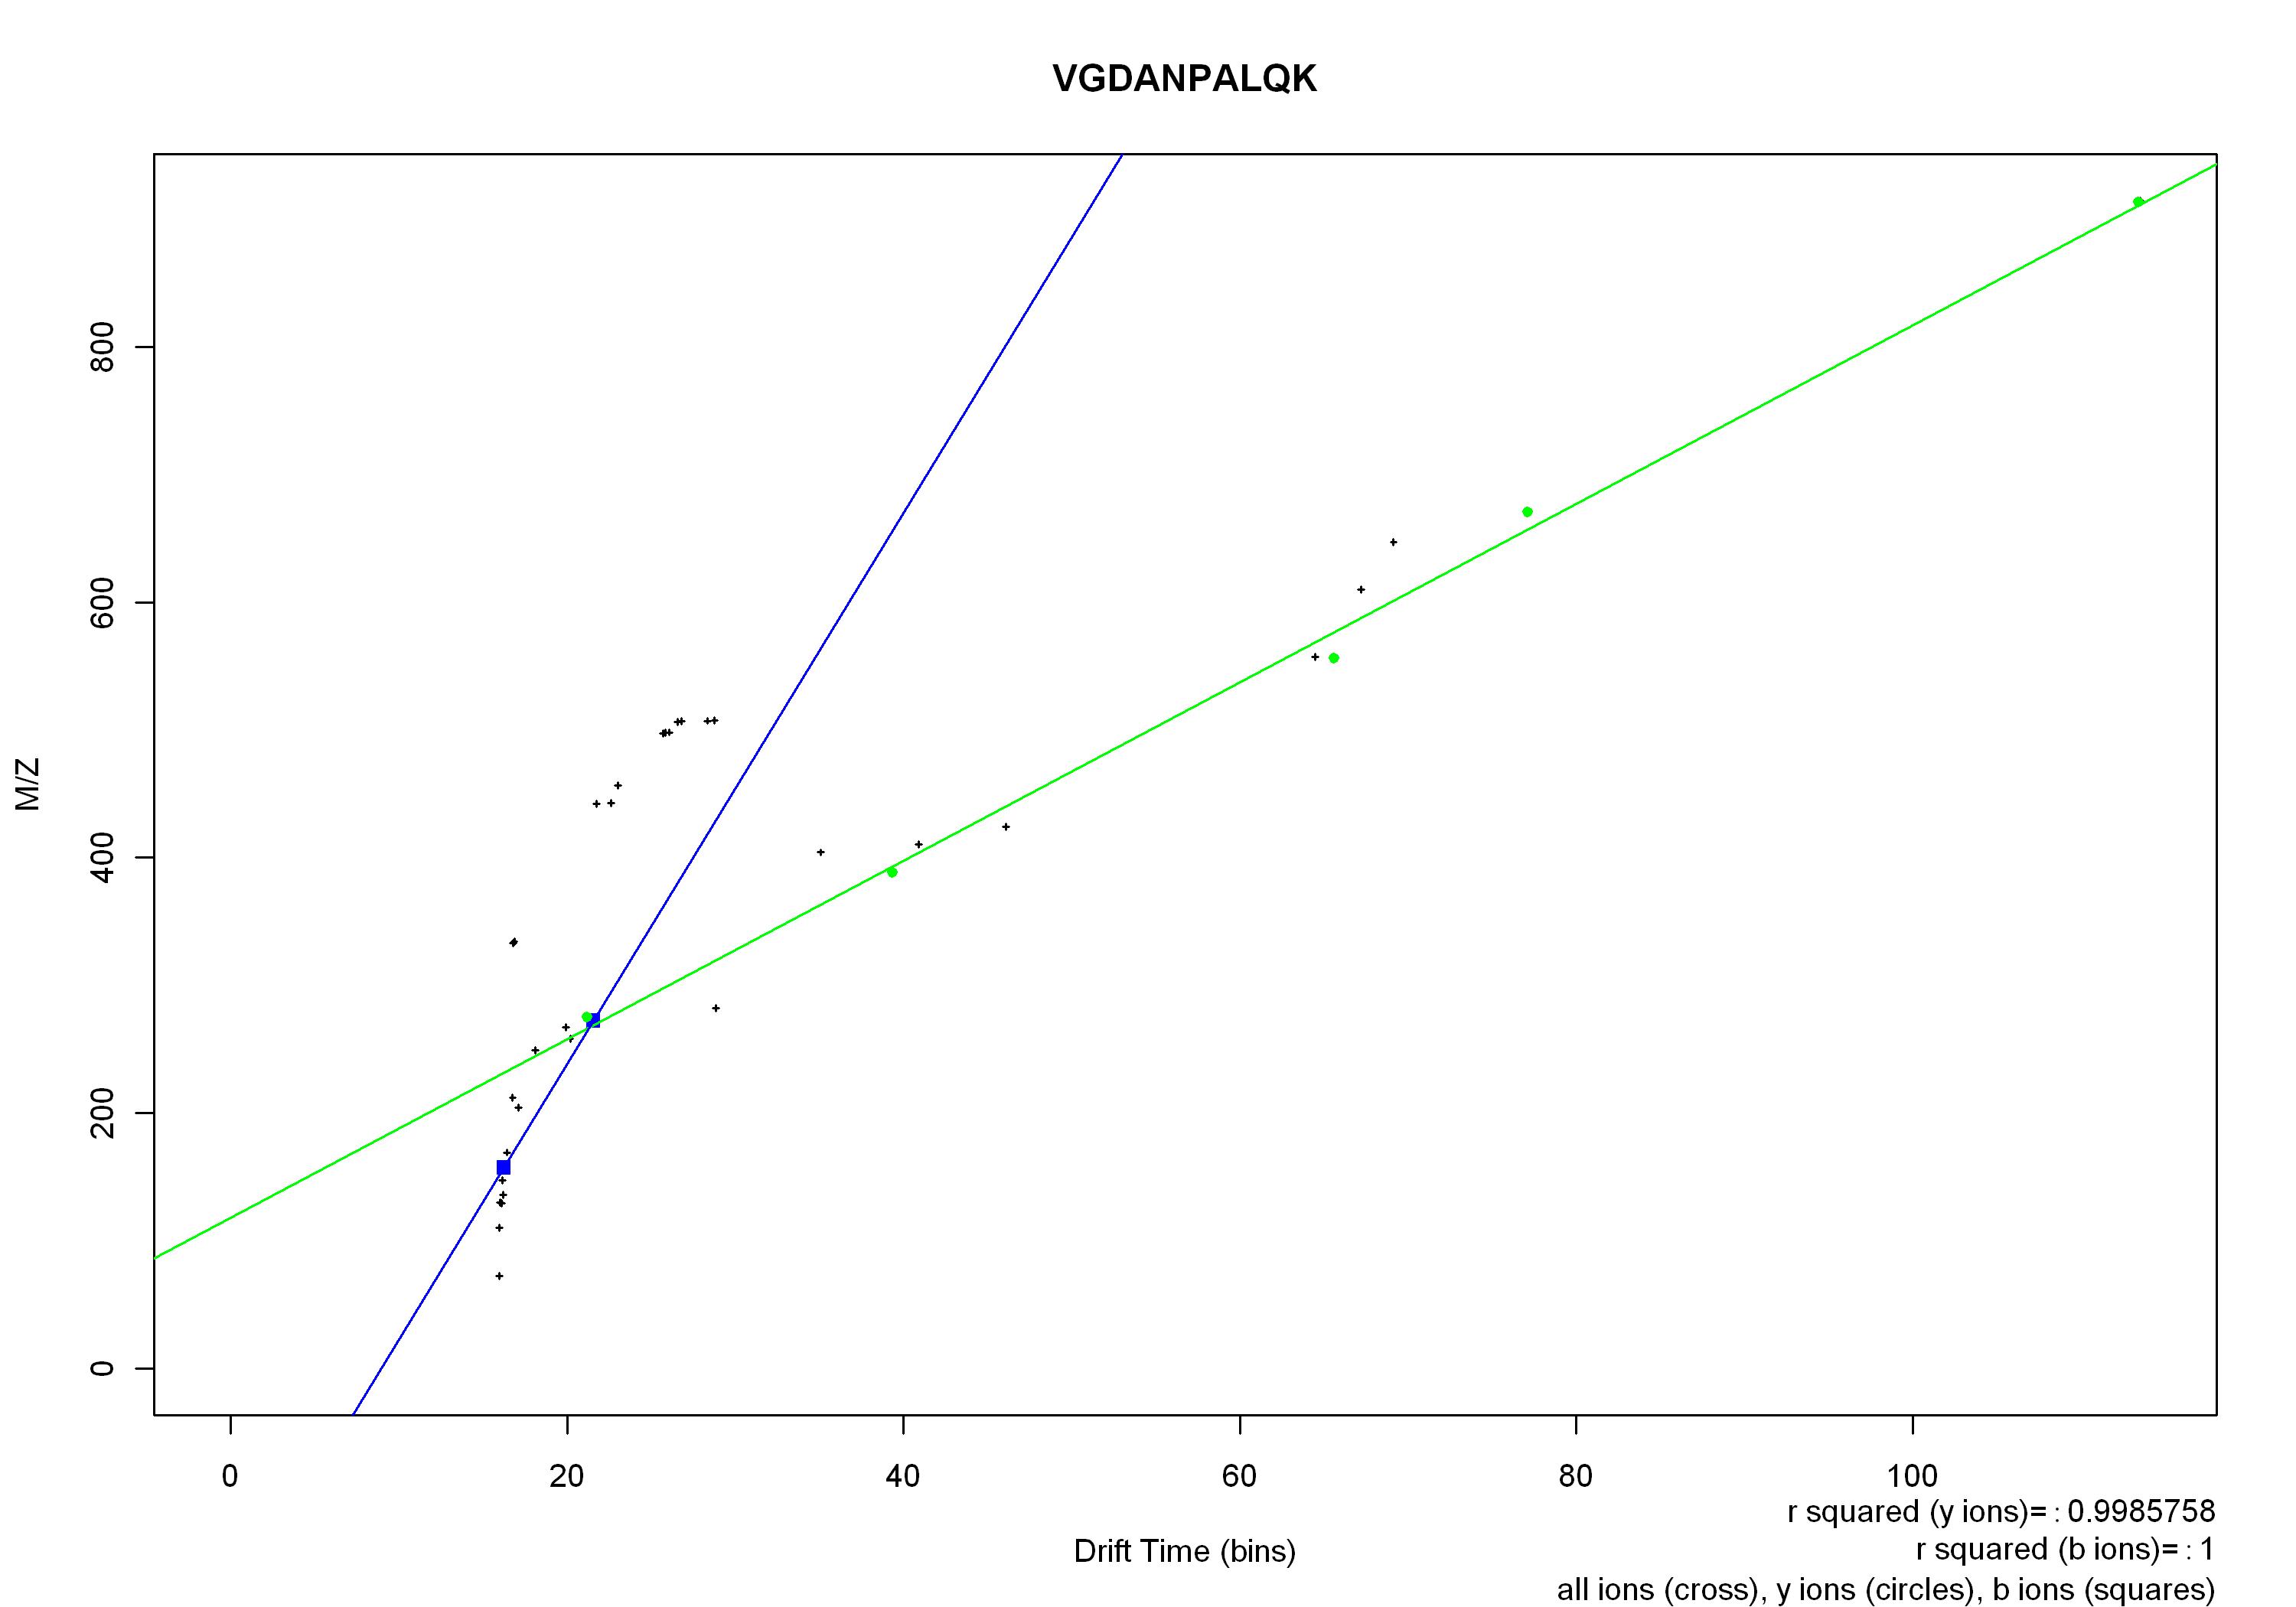 VGDANPALQK
M/Z
800
600
400
200
0
0 20 40 60 80 100
Drift Time (bins)
r squared (y ions)= : 0.9985758
r squared (b ions)= : 1
all ions (cross), y ions (circles), b ions (squares)